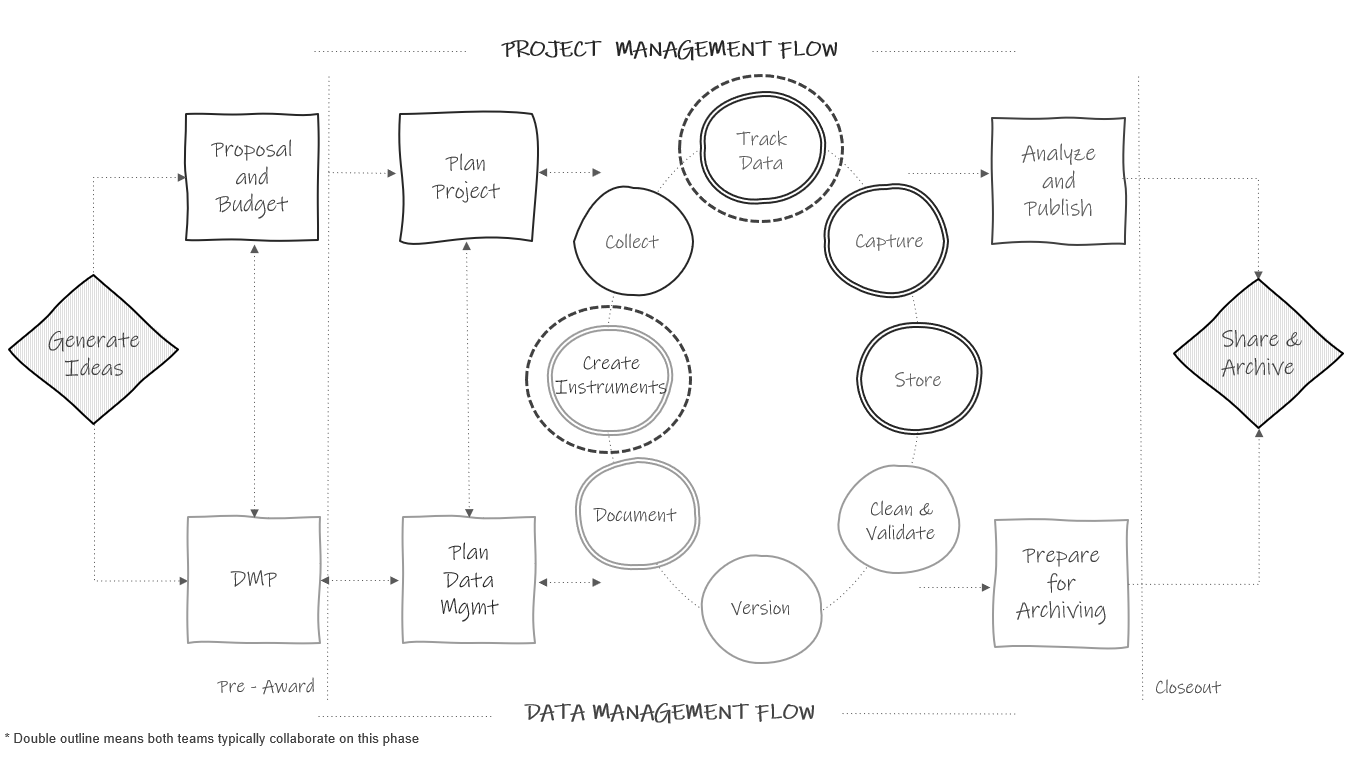 PROJECT MANAGEMENT FLOW
Proposal
and
Budget
Plan
Project
Track
Data
Analyze
and
Publish
Collect
Capture
Generate
Ideas
Create
Instruments
Store
Share &
Archive
Document
Clean &
Validate
DMP
Plan
Data
Mgmt
Version
Prepare
for
Archiving
Pre - Award
Closeout
DATA MANAGEMENT FLOW
* Double outline means both teams typically collaborate on this phase